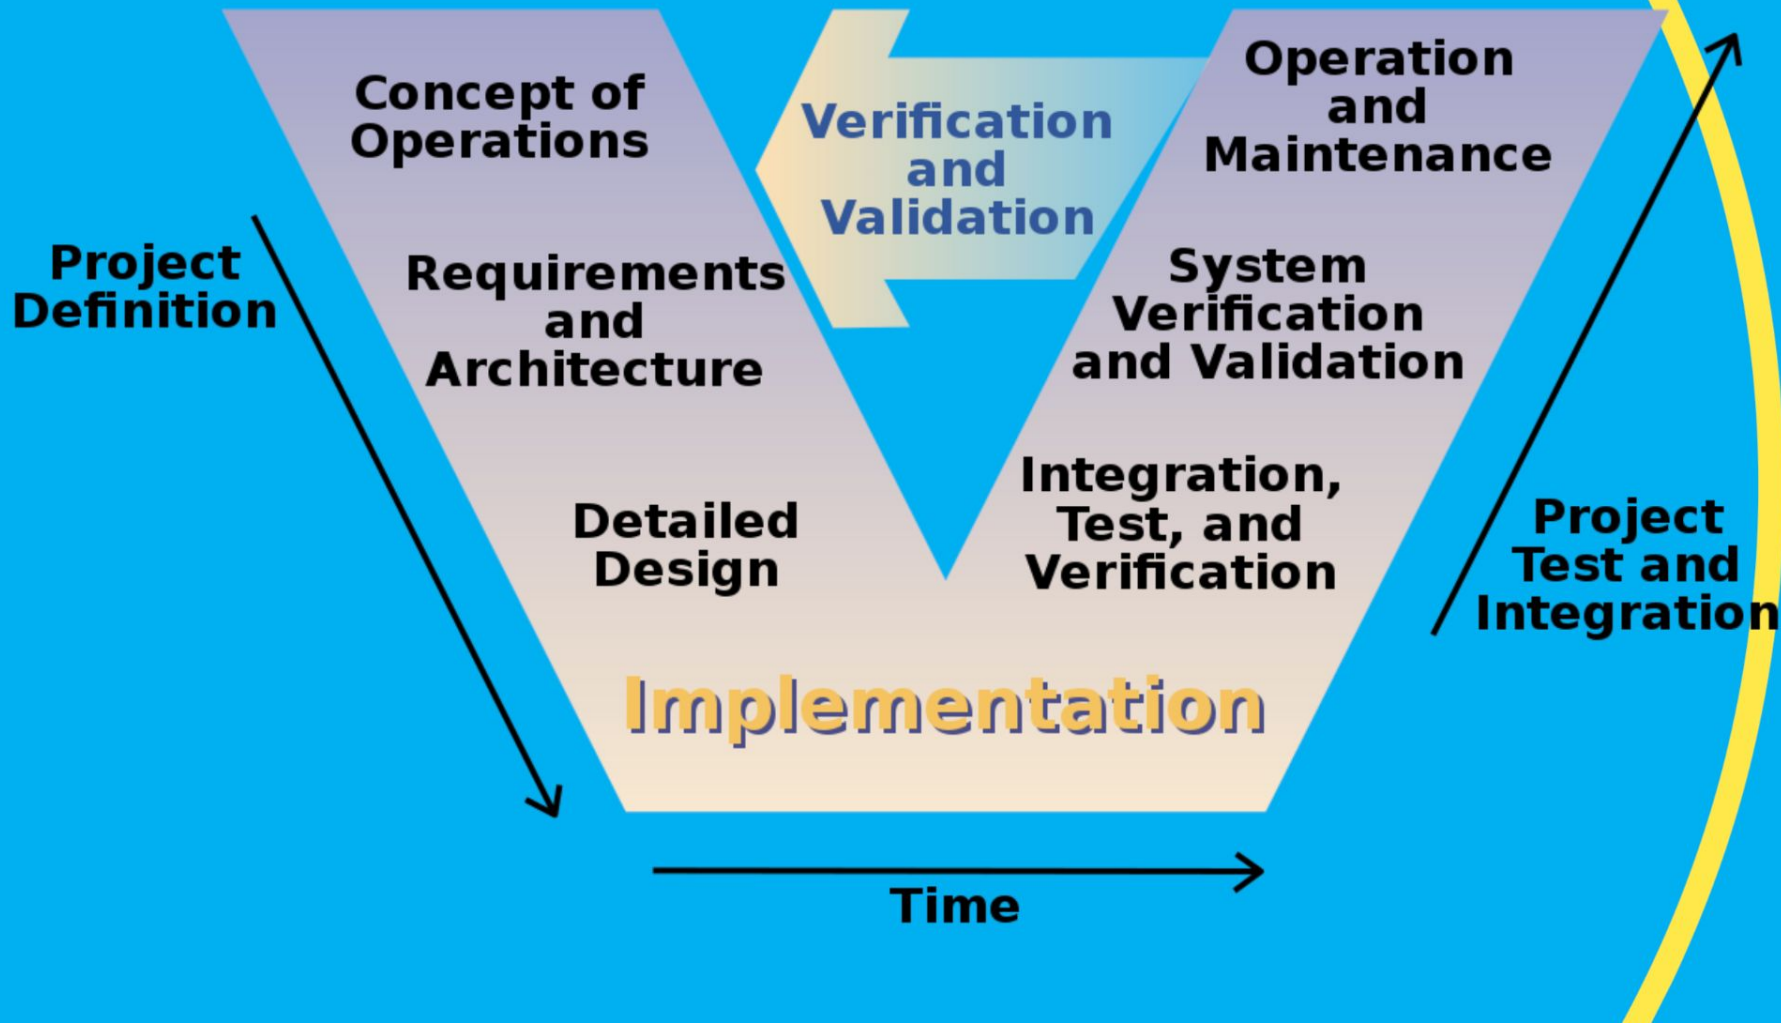 Concept of
Operations
Verification
and
Validation
Operation
and
Maintenance
Project
Definition
Requirements
and
Architecture
System
Verification
and Validation
Detailed
Design
Integration,
Test, and
Verification
Project
Test and
Integration
Implementation
Time